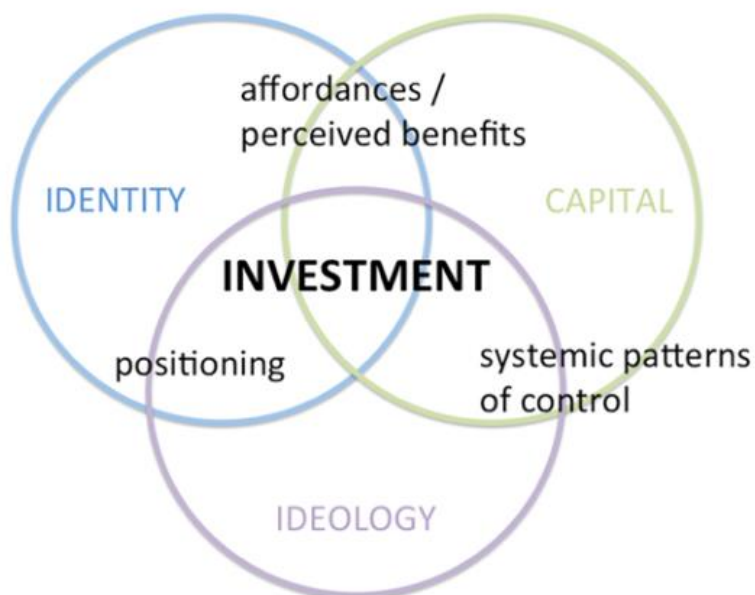 affordances /
perceived benefits
IDENTITY
CAPITAL
INVESTMENT
positioning
systemic patterns
of control
IDEOLOGY